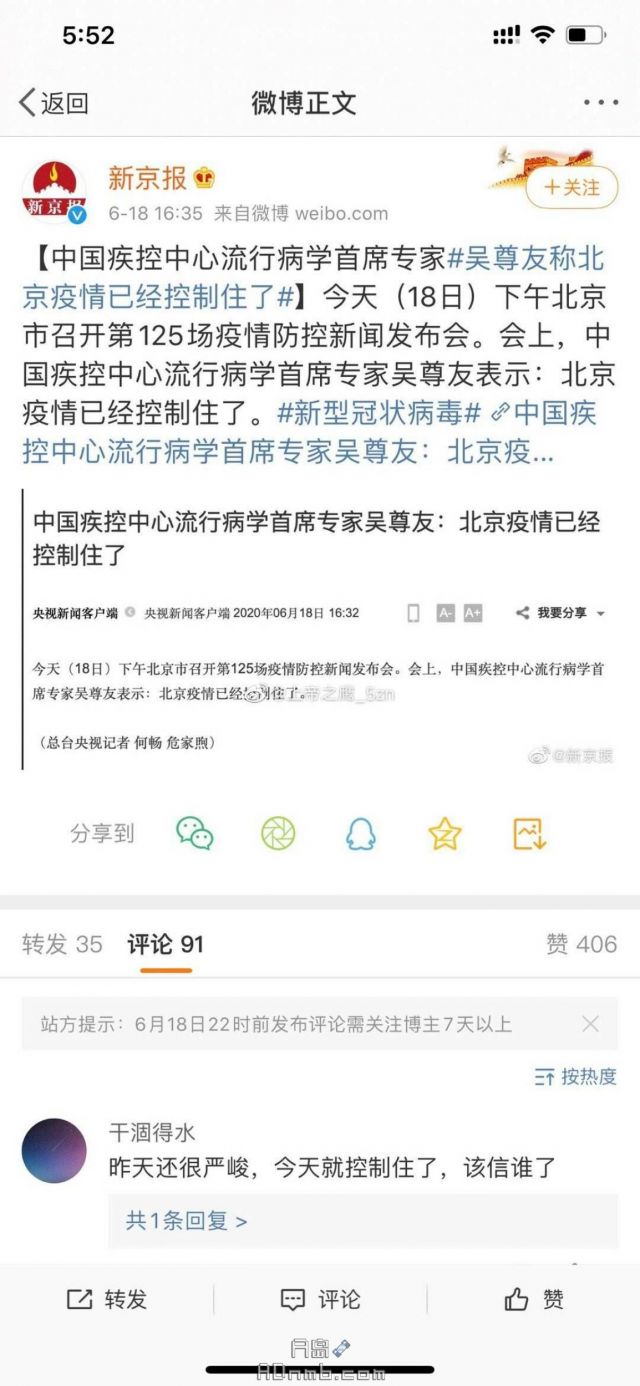 5:52
返回
微博正文
新京报
新京报
6-18 16:35 来自微博 weibo.com
+关注
【中国疾控中心流行病学首席专家#吴尊友称北
京疫情已经控制住了#】今天（18日）下午北京
市召开第125场疫情防控新闻发布会。会上，中
国疾控中心流行病学首席专家吴尊友表示：北京
疫情已经控制住了。#新型冠状病毒# 中国疾
控中心流行病学首席专家吴尊友：北京疫...
中国疾控中心流行病学首席专家吴尊友：北京疫情已经
控制住了
央视新闻客户端 央视新闻客户端 2020年06月18日 16:32
A- A+
我要分享
今天（18日）下午北京市召开第125场疫情防控新闻发布会。会上，中国疾控中心流行病学首
席专家吴尊友表示：北京疫情已经控制住了。
上帝之鹰_5zn
（总台央视记者 何畅 危家煦）
@新京报
分享到
转发 35
评论 91
赞 406
站方提示：6月18日22时前发布评论需关注博主7天以上
按热度
干涸得水
昨天还很严峻，今天就控制住了，该信谁了
共1条回复 >
转发
评论
赞
ADnmb.com